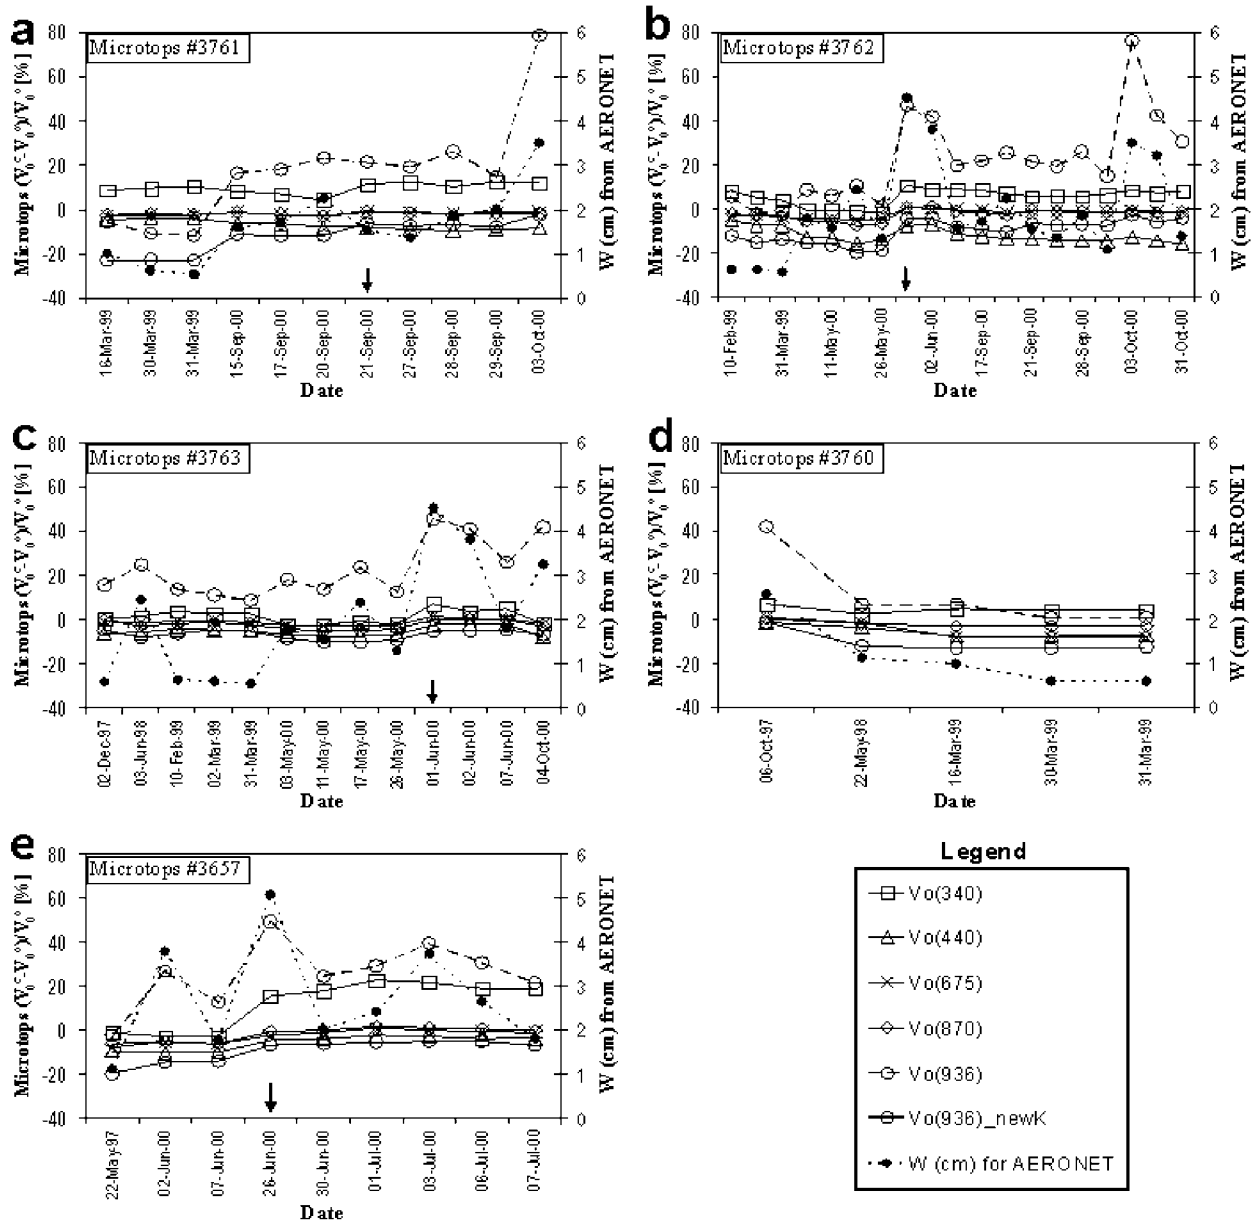 a
Microtops #3761
Microtops (V₀ᶜ-V₀ᵒ)/V₀ᵒ [%]
80
60
40
20
0
-20
-40
6
5
4
3
2
1
0
W (cm) from AERONET
16-Mar-99
30-Mar-99
31-Mar-99
15-Sep-00
17-Sep-00
20-Sep-00
21-Sep-00
27-Sep-00
28-Sep-00
29-Sep-00
03-Oct-00
Date
b
Microtops #3762
Microtops (V₀ᶜ-V₀ᵒ)/V₀ᵒ [%]
80
60
40
20
0
-20
-40
6
5
4
3
2
1
0
W (cm) from AERONET
10-Feb-99
31-Mar-99
11-May-00
26-May-00
02-Jun-00
17-Sep-00
21-Sep-00
28-Sep-00
03-Oct-00
31-Oct-00
Date
c
Microtops #3763
Microtops (V₀ᶜ-V₀ᵒ)/V₀ᵒ [%]
80
60
40
20
0
-20
-40
6
5
4
3
2
1
0
W (cm) from AERONET
02-Dec-97
03-Jun-98
10-Feb-99
02-Mar-99
31-Mar-99
03-May-00
11-May-00
17-May-00
26-May-00
01-Jun-00
02-Jun-00
07-Jun-00
04-Oct-00
Date
d
Microtops #3760
Microtops (V₀ᶜ-V₀ᵒ)/V₀ᵒ [%]
80
60
40
20
0
-20
-40
6
5
4
3
2
1
0
W (cm) from AERONET
06-Oct-97
22-May-98
16-Mar-99
30-Mar-99
31-Mar-99
Date
e
Microtops #3657
Microtops (V₀ᶜ-V₀ᵒ)/V₀ᵒ [%]
80
60
40
20
0
-20
-40
6
5
4
3
2
1
0
W (cm) from AERONET
22-May-97
02-Jun-00
07-Jun-00
26-Jun-00
30-Jun-00
01-Jul-00
03-Jul-00
06-Jul-00
07-Jul-00
Date
Legend
Vo(340)
Vo(440)
Vo(675)
Vo(870)
Vo(936)
Vo(936)_newK
W (cm) for AERONET